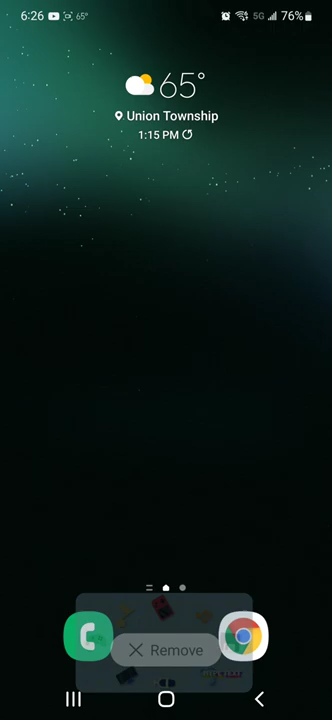 6:26 65°
5G 76%
65°
Union Township
1:15 PM
Remove